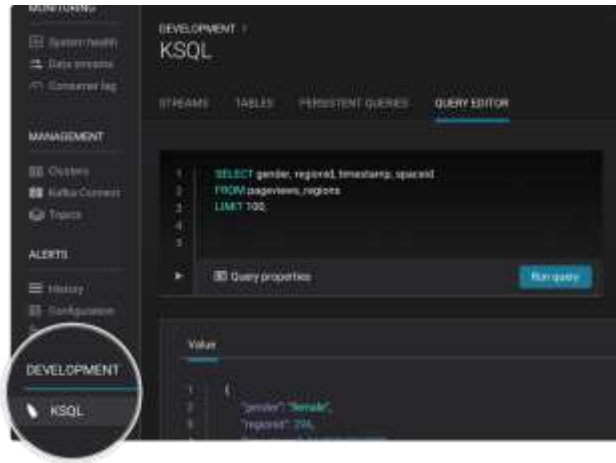 MONITORING
System health
Data streams
Consumer lag
MANAGEMENT
Clusters
Kafka Connect
Topics
ALERTS
History
Configuration
DEVELOPMENT
KSQL
DEVELOPMENT
KSQL
STREAMS TABLES PERSISTENT QUERIES QUERY EDITOR
1 SELECT gender, regionid, timestamp, spaceid
2 FROM pageviews_regions
3 LIMIT 100;
4
5
Query properties Run query
Value
1 {
2 "gender": "female",
3 "regionid":